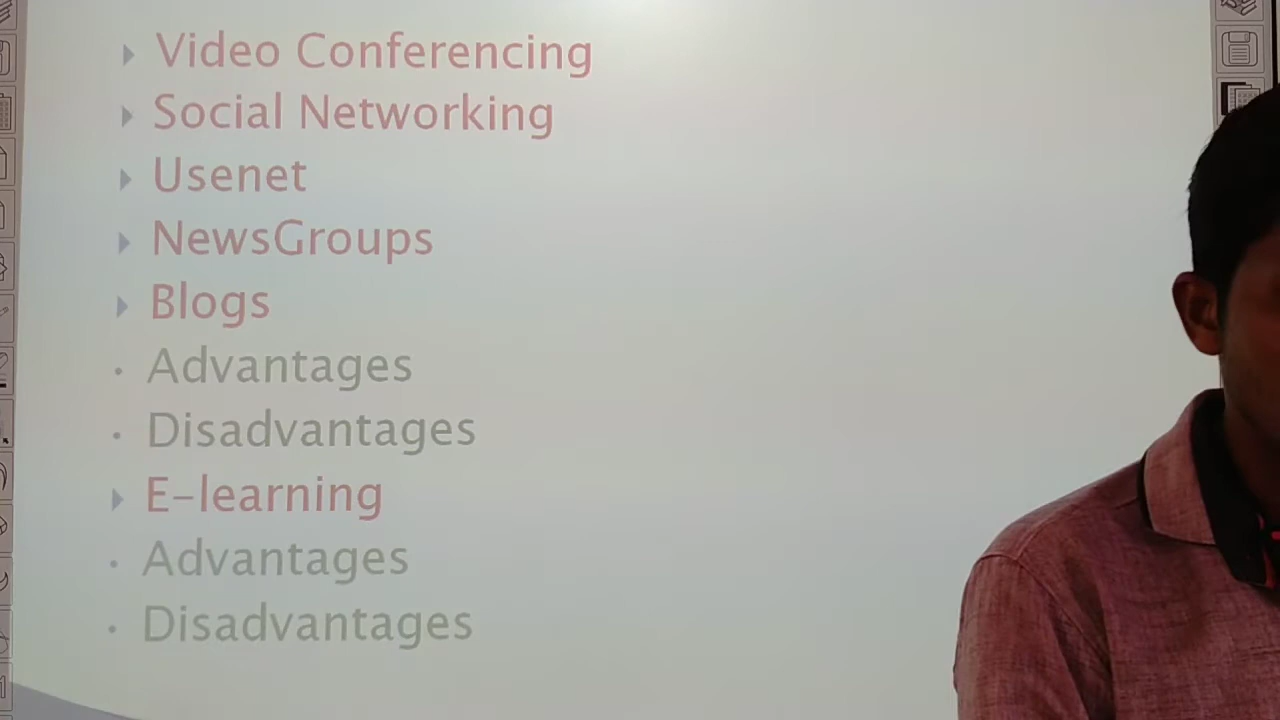 Video Conferencing
Social Networking
Usenet
NewsGroups
Blogs
Advantages
Disadvantages
E-learning
Advantages
Disadvantages